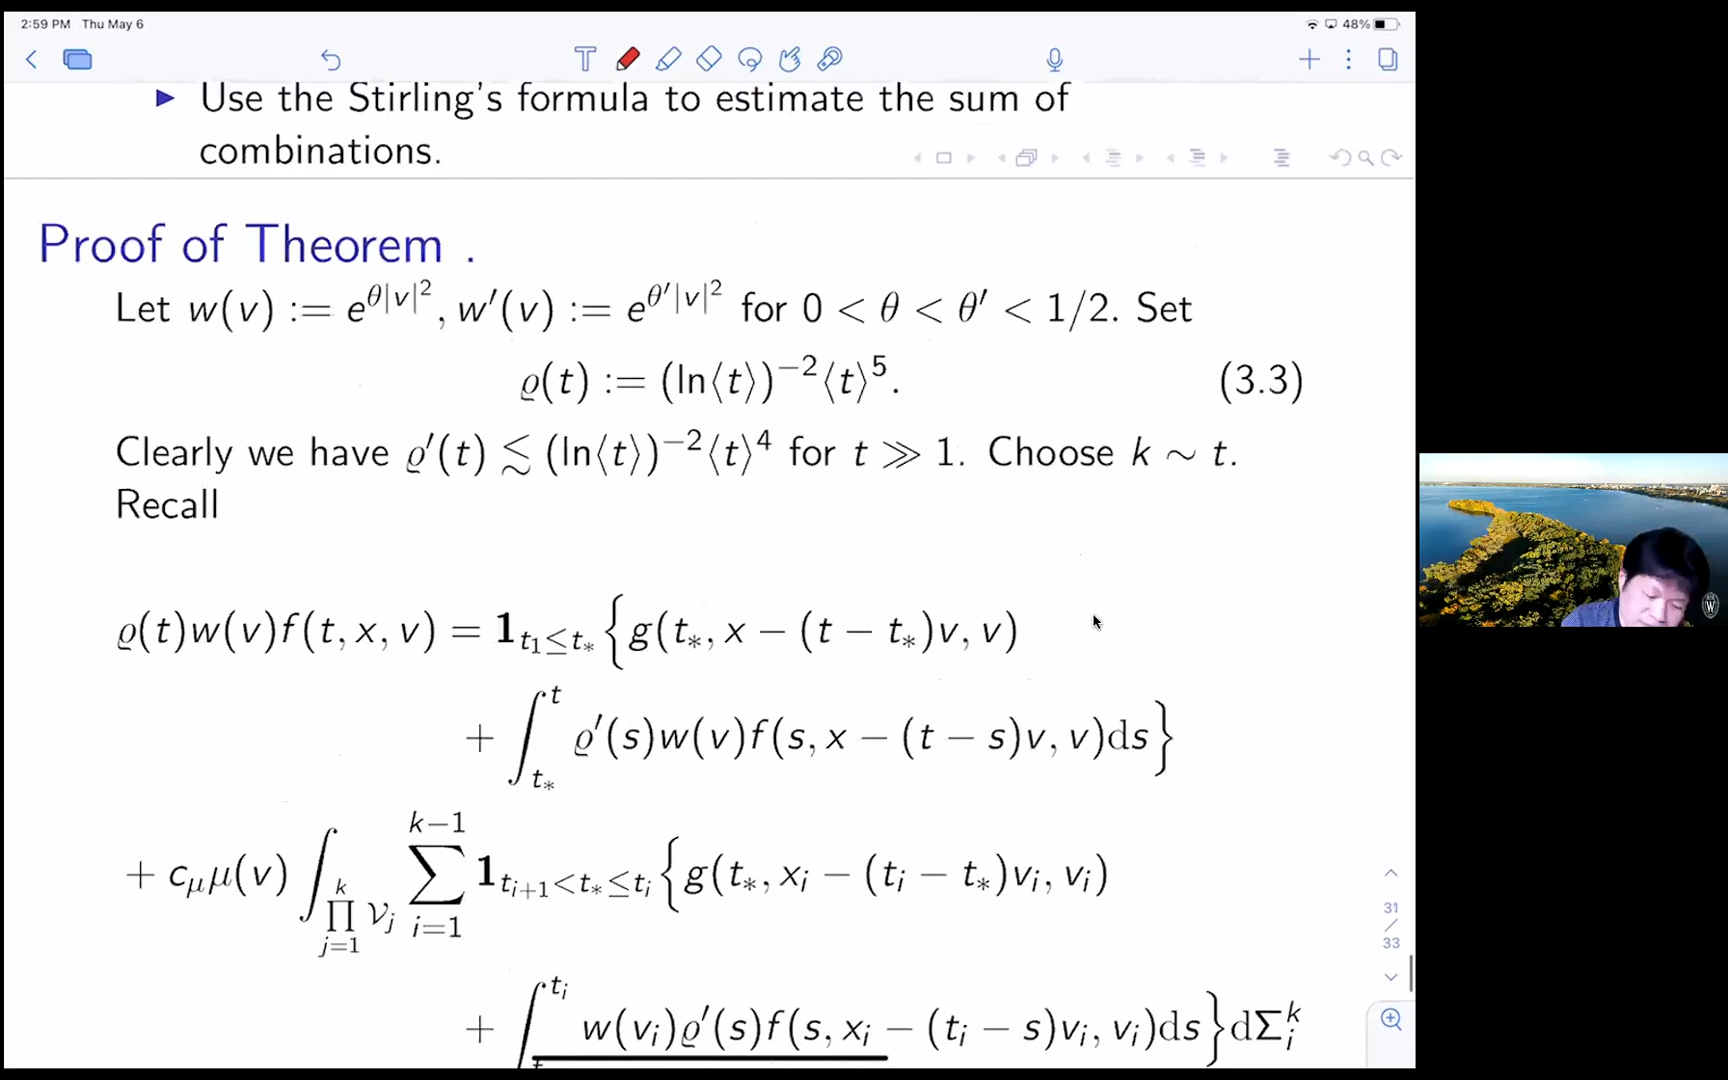 2:59 PM Thu May 6
48%
▶ Use the Stirling's formula to estimate the sum of
combinations.
Proof of Theorem .
Let w(v) := e^{θ|v|^2}, w′(v) := e^{θ′|v|^2} for 0 < θ < θ′ < 1/2. Set
ϱ(t) := (ln⟨t⟩)^{−2}⟨t⟩^5. (3.3)
Clearly we have ϱ′(t) ≲ (ln⟨t⟩)^{−2}⟨t⟩^4 for t ≫ 1. Choose k ∼ t.
Recall
ϱ(t)w(v)f(t, x, v) = 1_{t_1≤t_*} { g(t_*, x − (t − t_*)v, v)
+ ∫_{t_*}^{t} ϱ′(s)w(v)f(s, x − (t − s)v, v)ds }
+ c_μ μ(v) ∫_{∏_{j=1}^{k} 𝒱_j} ∑_{i=1}^{k−1} 1_{t_{i+1}<t_*≤t_i} { g(t_*, x_i − (t_i − t_*)v_i, v_i)
+ ∫^{t_i} w(v_i)ϱ′(s)f(s, x_i − (t_i − s)v_i, v_i)ds } dΣ_i^k
31
/
33
W